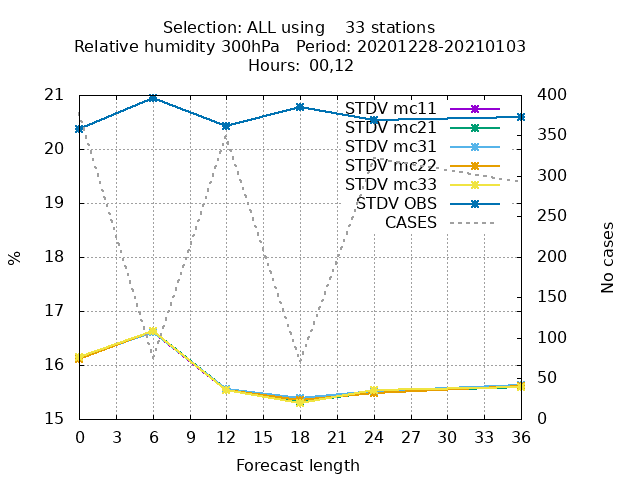 Selection: ALL using    33 stations
Relative humidity 300hPa   Period: 20201228-20210103
Hours: 00,12
21
20
19
18
17
16
15
%
400
350
300
250
200
150
100
50
0
No cases
STDV mc11
STDV mc21
STDV mc31
STDV mc22
STDV mc33
STDV OBS
CASES
0 3 6 9 12 15 18 21 24 27 30 33 36
Forecast length